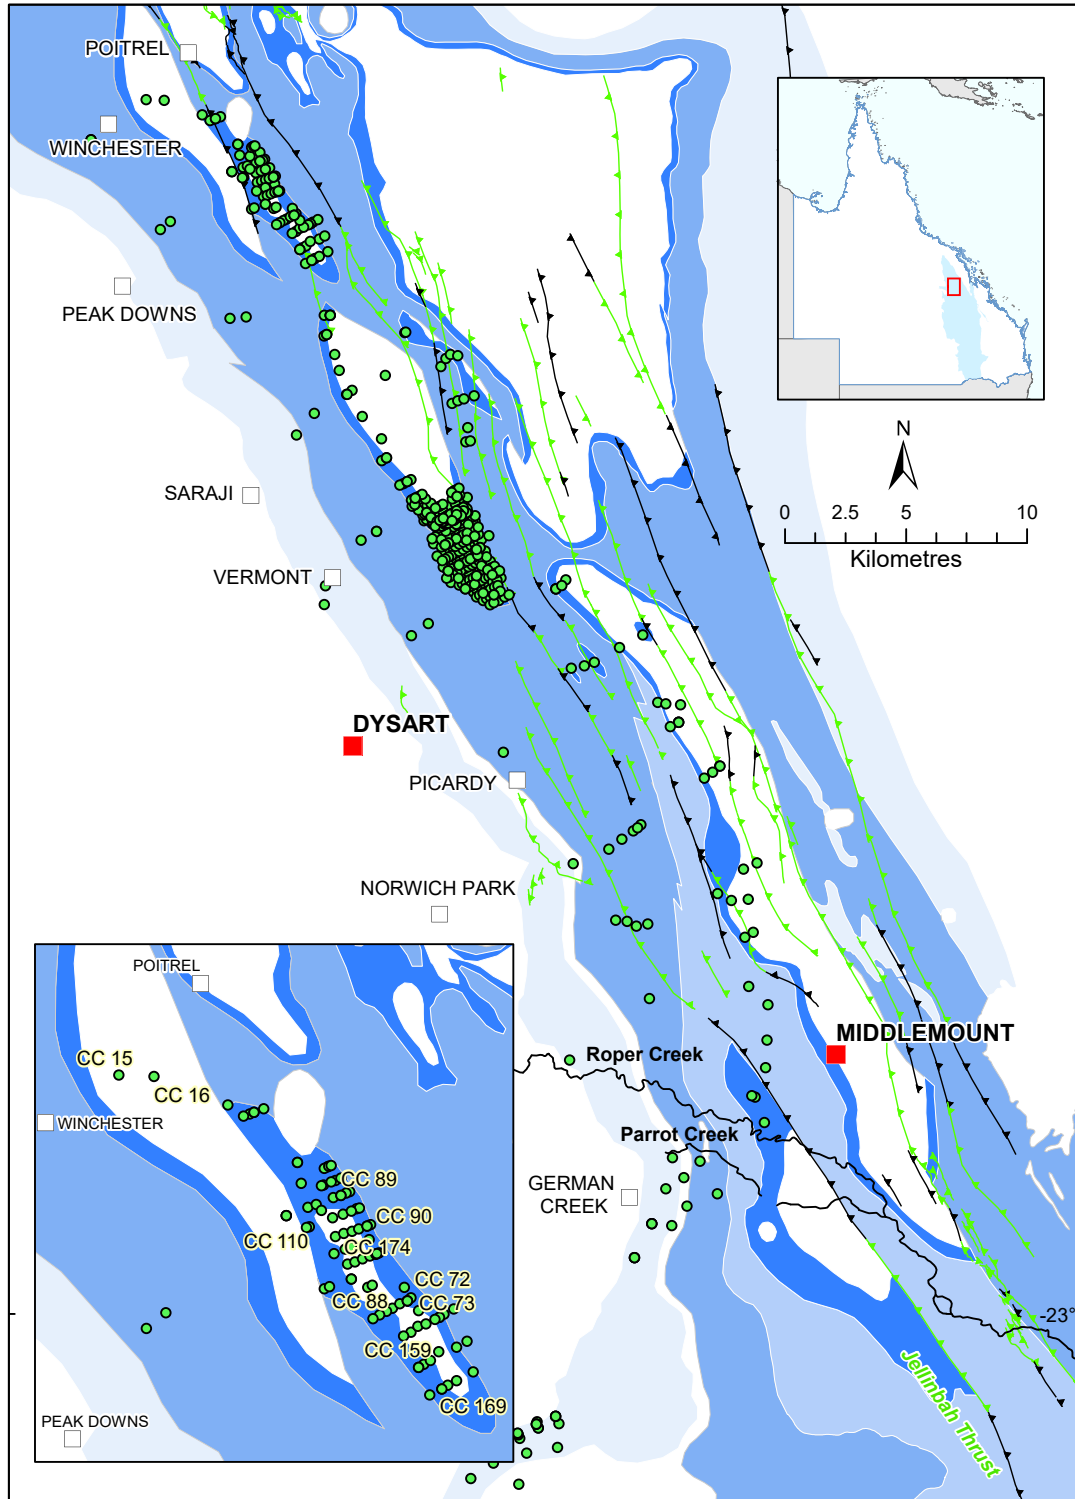 POITREL
WINCHESTER
PEAK DOWNS
N
0 2.5 5 10
Kilometres
SARAJI
VERMONT
DYSART
PICARDY
NORWICH PARK
MIDDLEMOUNT
Roper Creek
Parrot Creek
GERMAN
CREEK
-23°
Jellinbah Thrust
POITREL
CC 15
CC 16
WINCHESTER
CC 89
CC 90
CC 110
CC 174
CC 72
CC 88
CC 73
CC 159
CC 169
PEAK DOWNS